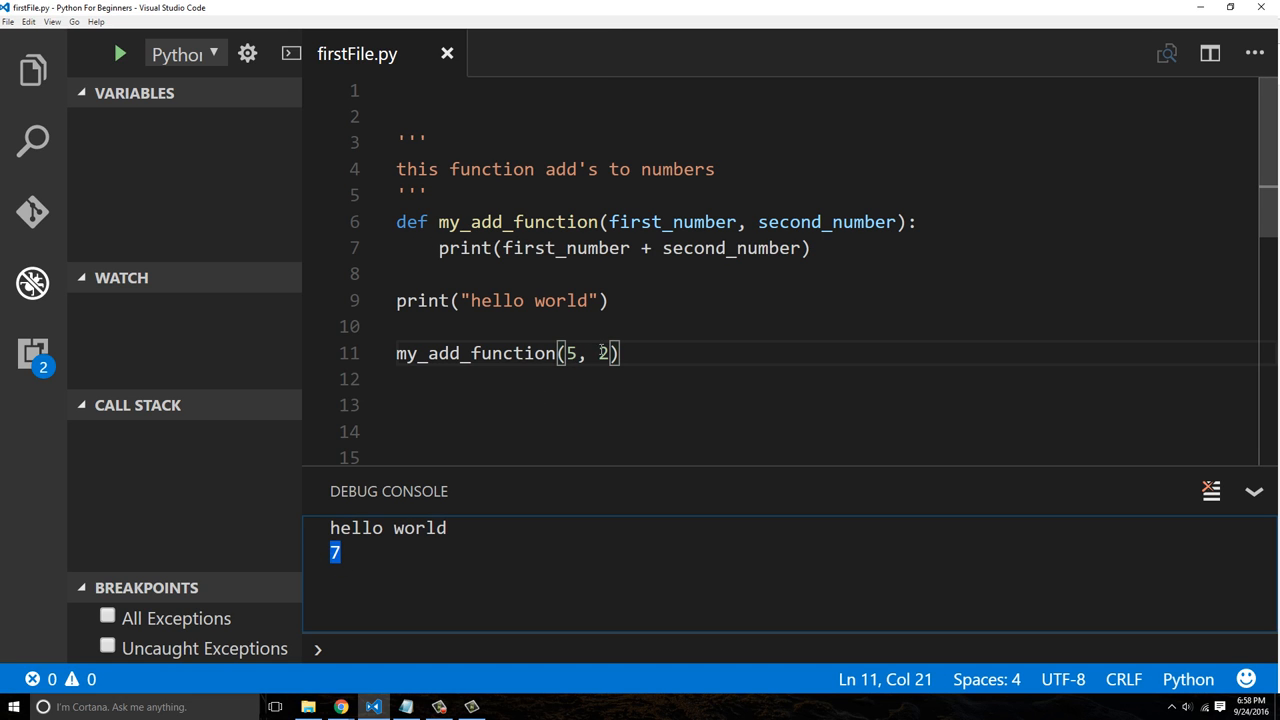 firstFile.py - Python For Beginners - Visual Studio Code
File Edit View Go Help
Python
firstFile.py
VARIABLES
WATCH
CALL STACK
BREAKPOINTS
All Exceptions
Uncaught Exceptions
2
1
2
3 '''
4 this function add's to numbers
5 '''
6 def my_add_function(first_number, second_number):
7 print(first_number + second_number)
8
9 print("hello world")
10
11 my_add_function(5, 2)
12
13
14
15
DEBUG CONSOLE
hello world
7
0 0
Ln 11, Col 21 Spaces: 4 UTF-8 CRLF Python
I'm Cortana. Ask me anything.
6:58 PM
9/24/2016